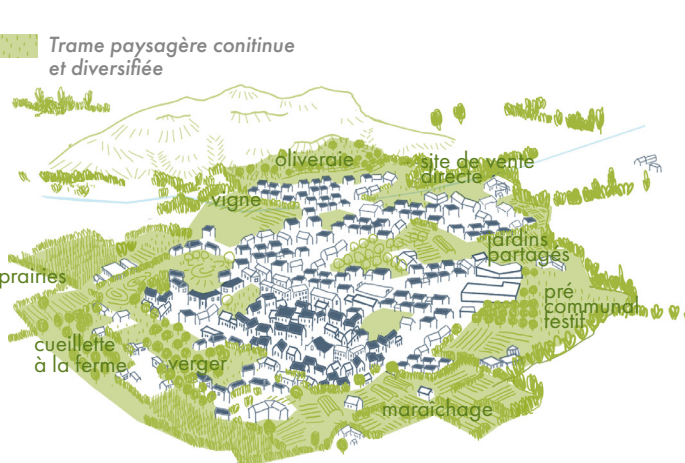 Trame paysagère conitinue
et diversifiée
oliveraie
site de vente
directe
vigne
jardins
partagés
prairies
pré
communal
festif
cueillette
à la ferme
verger
maraîchage